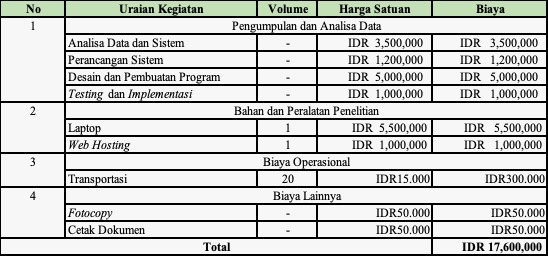 No Uraian Kegiatan Volume Harga Satuan Biaya
1 Pengumpulan dan Analisa Data
Analisa Data dan Sistem - IDR 3,500,000 IDR 3,500,000
Perancangan Sistem - IDR 1,200,000 IDR 1,200,000
Desain dan Pembuatan Program - IDR 5,000,000 IDR 5,000,000
Testing dan Implementasi - IDR 1,000,000 IDR 1,000,000
2 Bahan dan Peralatan Penelitian
Laptop 1 IDR 5,500,000 IDR 5,500,000
Web Hosting 1 IDR 1,000,000 IDR 1,000,000
3 Biaya Operasional
Transportasi 20 IDR15.000 IDR300.000
4 Biaya Lainnya
Fotocopy - IDR50.000 IDR50.000
Cetak Dokumen - IDR50.000 IDR50.000
Total IDR 17,600,000